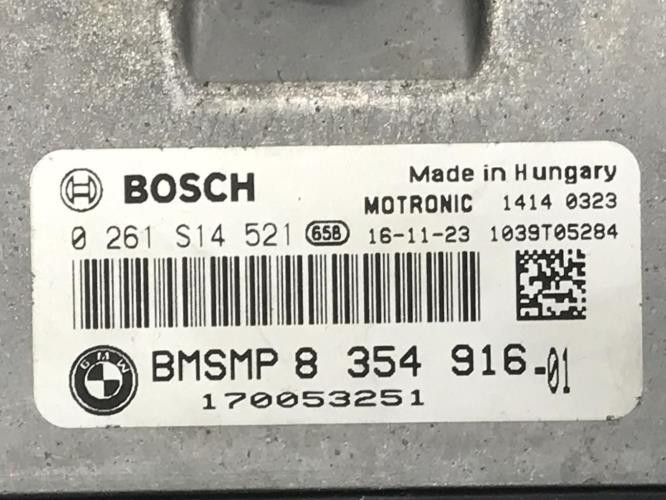 BOSCH
Made in Hungary
MOTRONIC 1414 0323
0 261 S14 521 658 16-11-23 1039T05284
BMW
BMSMP 8 354 916-01
170053251